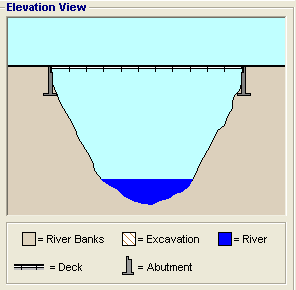 Elevation View
= River Banks = Excavation = River
= Deck = Abutment